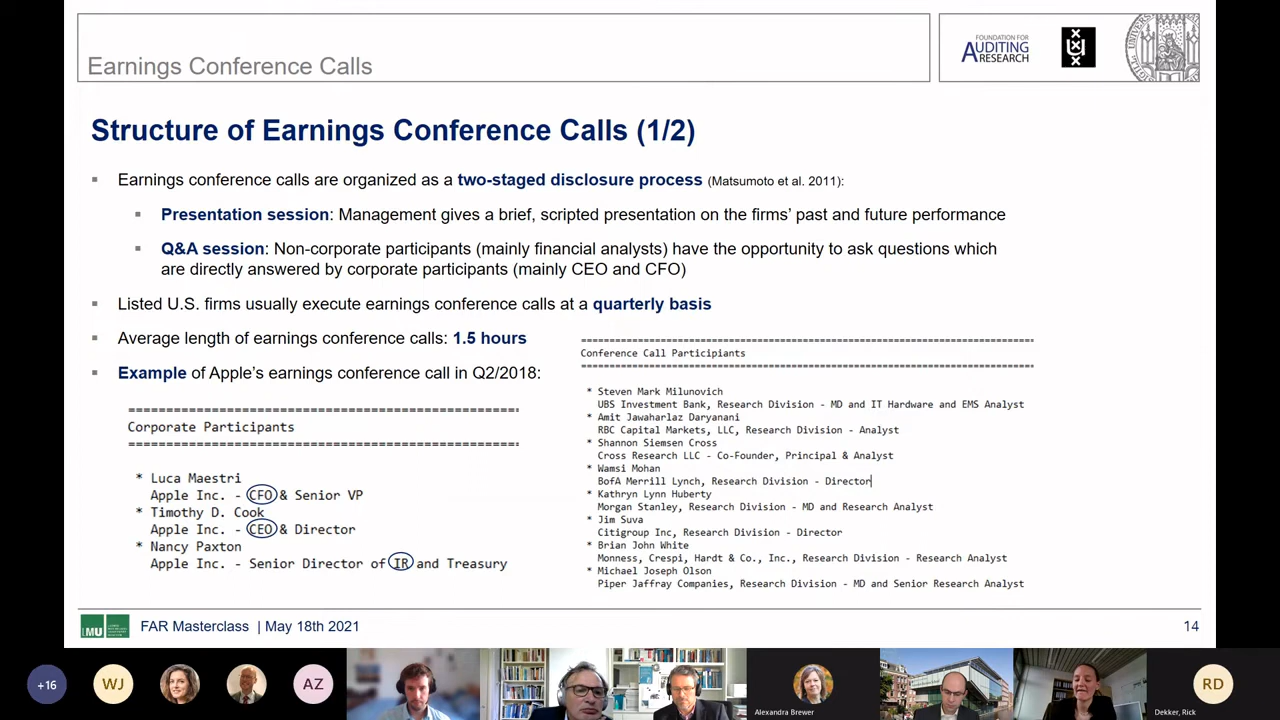 Earnings Conference Calls
FOUNDATION FOR
AUDITING
RESEARCH
Structure of Earnings Conference Calls (1/2)
Earnings conference calls are organized as a two-staged disclosure process (Matsumoto et al. 2011):
Presentation session: Management gives a brief, scripted presentation on the firms' past and future performance
Q&A session: Non-corporate participants (mainly financial analysts) have the opportunity to ask questions which
are directly answered by corporate participants (mainly CEO and CFO)
Listed U.S. firms usually execute earnings conference calls at a quarterly basis
Average length of earnings conference calls: 1.5 hours
Example of Apple's earnings conference call in Q2/2018:
Corporate Participants
* Luca Maestri
Apple Inc. - CFO & Senior VP
* Timothy D. Cook
Apple Inc. - CEO & Director
* Nancy Paxton
Apple Inc. - Senior Director of IR and Treasury
Conference Call Participiants
* Steven Mark Milunovich
UBS Investment Bank, Research Division - MD and IT Hardware and EMS Analyst
* Amit Jawaharlaz Daryanani
RBC Capital Markets, LLC, Research Division - Analyst
* Shannon Siemsen Cross
Cross Research LLC - Co-Founder, Principal & Analyst
* Wamsi Mohan
BofA Merrill Lynch, Research Division - Director
* Kathryn Lynn Huberty
Morgan Stanley, Research Division - MD and Research Analyst
* Jim Suva
Citigroup Inc, Research Division - Director
* Brian John White
Monness, Crespi, Hardt & Co., Inc., Research Division - Research Analyst
* Michael Joseph Olson
Piper Jaffray Companies, Research Division - MD and Senior Research Analyst
LMU
FAR Masterclass | May 18th 2021
14
+16
WJ
AZ
Alexandra Brewer
RD
Dekker, Rick